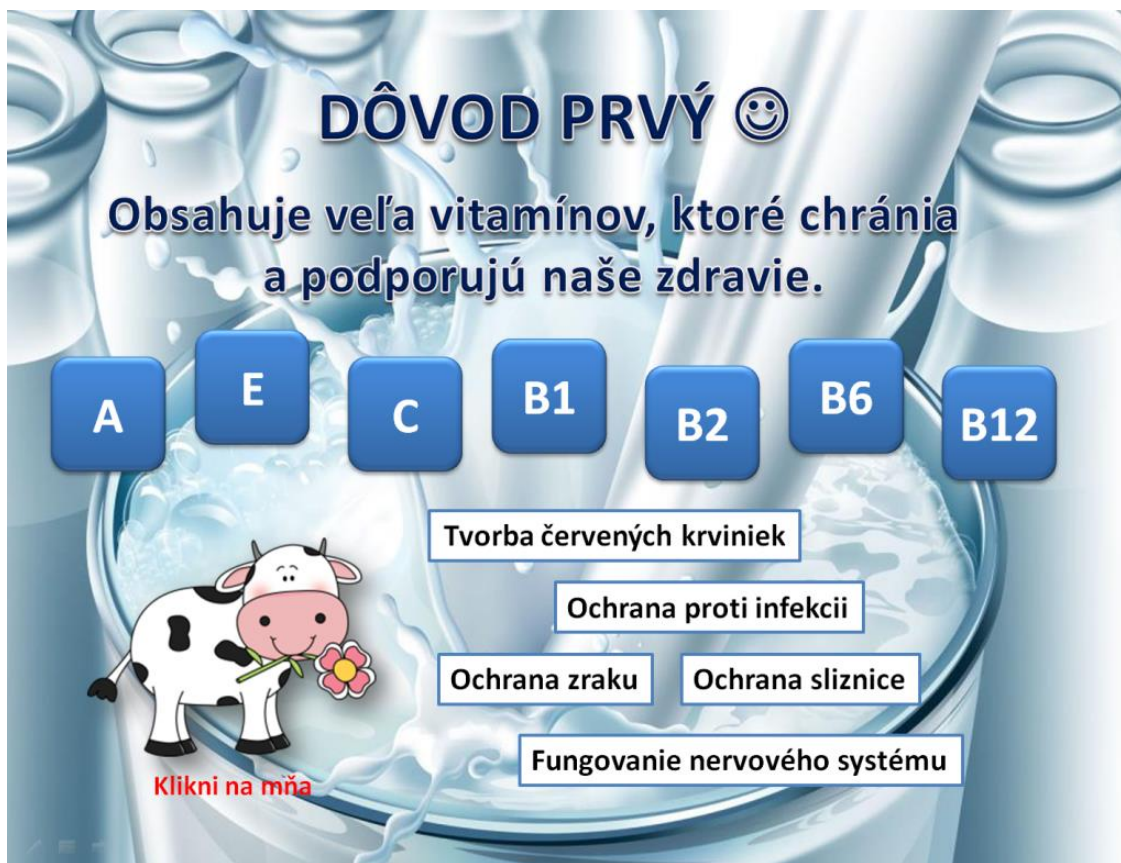 DÔVOD PRVÝ ☺
Obsahuje veľa vitamínov, ktoré chránia
a podporujú naše zdravie.
A
E
C
B1
B2
B6
B12
Tvorba červených krviniek
Ochrana proti infekcii
Ochrana zraku
Ochrana sliznice
Fungovanie nervového systému
Klikni na mňa